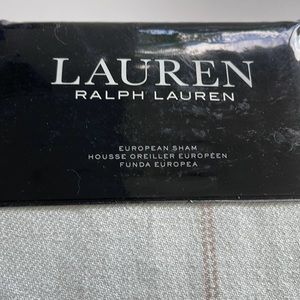 LAUREN
RALPH LAUREN
EUROPEAN SHAM
HOUSSE OREILLER EUROPÉEN
FUNDA EUROPEA